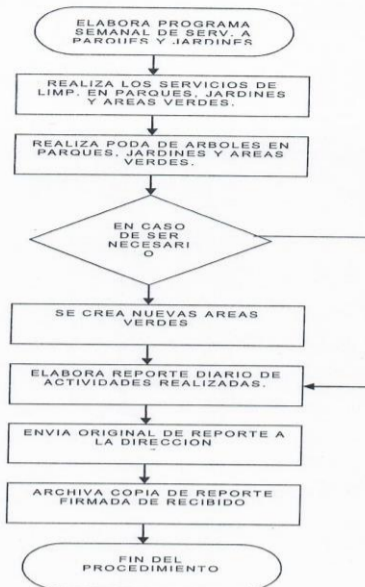 ELABORA PROGRAMA
SEMANAL DE SERV. A
PARQUES Y JARDINES
REALIZA LOS SERVICIOS DE
LIMP. EN PARQUES, JARDINES
Y AREAS VERDES.
REALIZA PODA DE ARBOLES EN
PARQUES, JARDINES Y AREAS
VERDES.
EN CASO
DE SER
NECESARI
O
SE CREA NUEVAS AREAS
VERDES
ELABORA REPORTE DIARIO DE
ACTIVIDADES REALIZADAS.
ENVIA ORIGINAL DE REPORTE A
LA DIRECCION
ARCHIVA COPIA DE REPORTE
FIRMADA DE RECIBIDO
FIN DEL
PROCEDIMIENTO